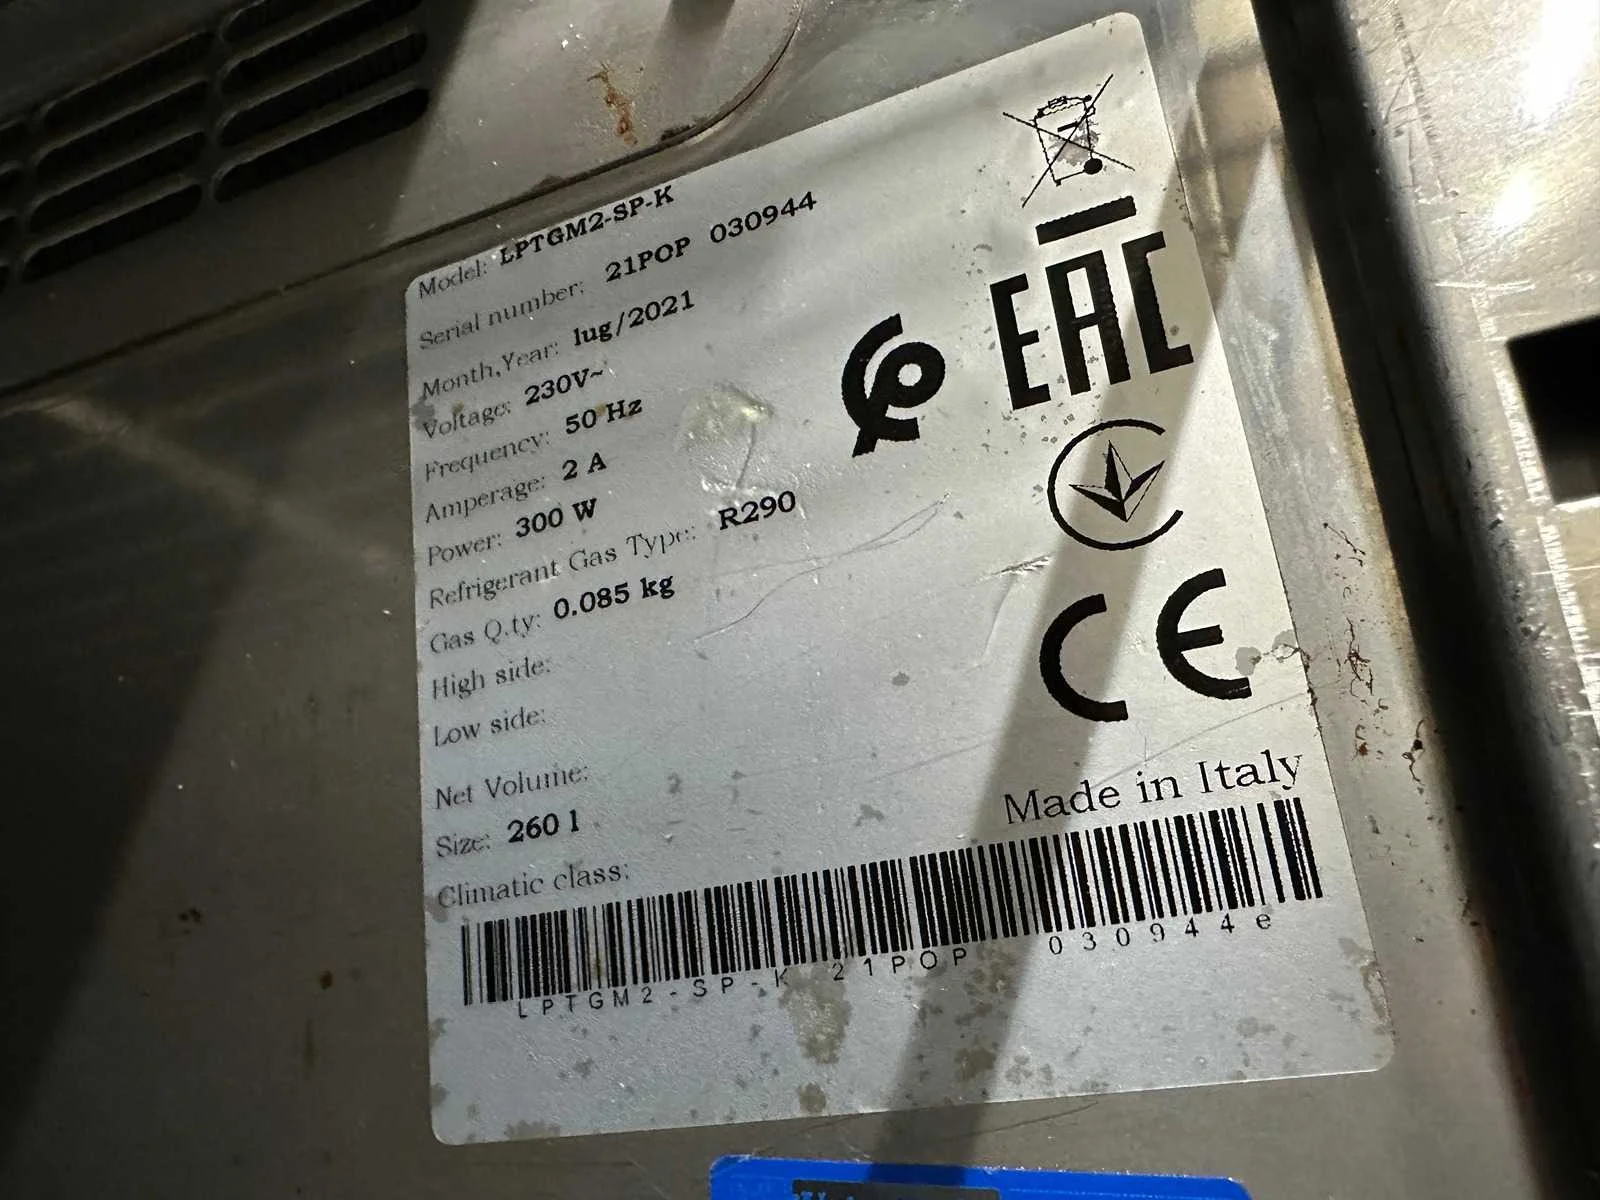 Model: LPTGM2-SP-K
Serial number: 21POP 030944
Month,Year: lug/2021
Voltage: 230V~
Frequency: 50 Hz
Amperage: 2 A
Power: 300 W
Refrigerant Gas Type: R290
Gas Q.ty: 0.085 kg
High side:
Low side:
Net Volume:
Size: 260 l
Climatic class:
EAC
CE
Made in Italy
LPTGM2-SP-K 21POP 030944e